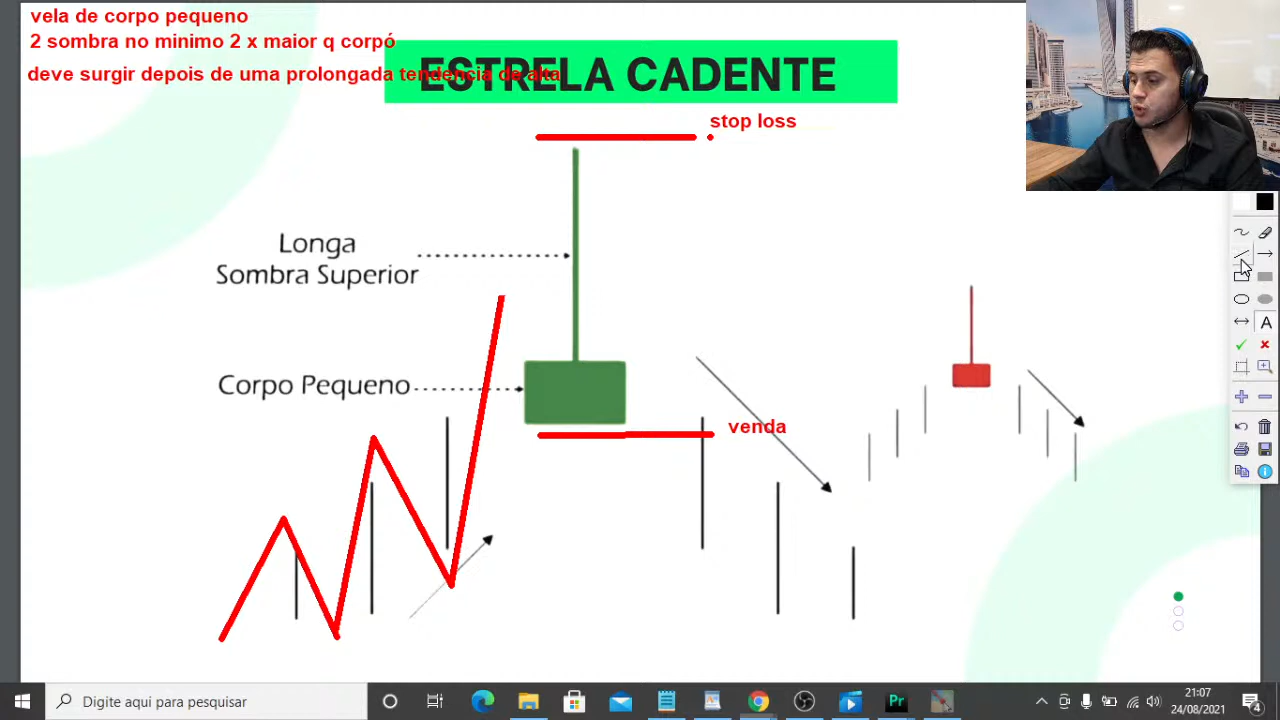 vela de corpo pequeno
2 sombra no minimo 2 x maior q corpó
deve surgir depois de uma prolongada tendencia de alta
ESTRELA CADENTE
stop loss
Longa
Sombra Superior
Corpo Pequeno
venda
A
Digite aqui para pesquisar
Pr
21:07
24/08/2021
4